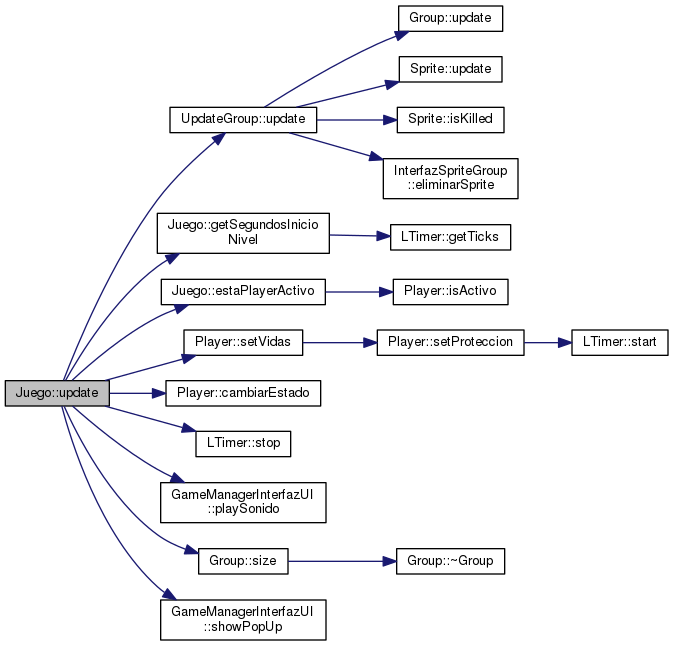 Group::update
Sprite::update
UpdateGroup::update
Sprite::isKilled
InterfazSpriteGroup
::eliminarSprite
Juego::getSegundosInicio
Nivel
LTimer::getTicks
Juego::estaPlayerActivo
Player::isActivo
Player::setVidas
Player::setProteccion
LTimer::start
Juego::update
Player::cambiarEstado
LTimer::stop
GameManagerInterfazUI
::playSonido
Group::size
Group::~Group
GameManagerInterfazUI
::showPopUp